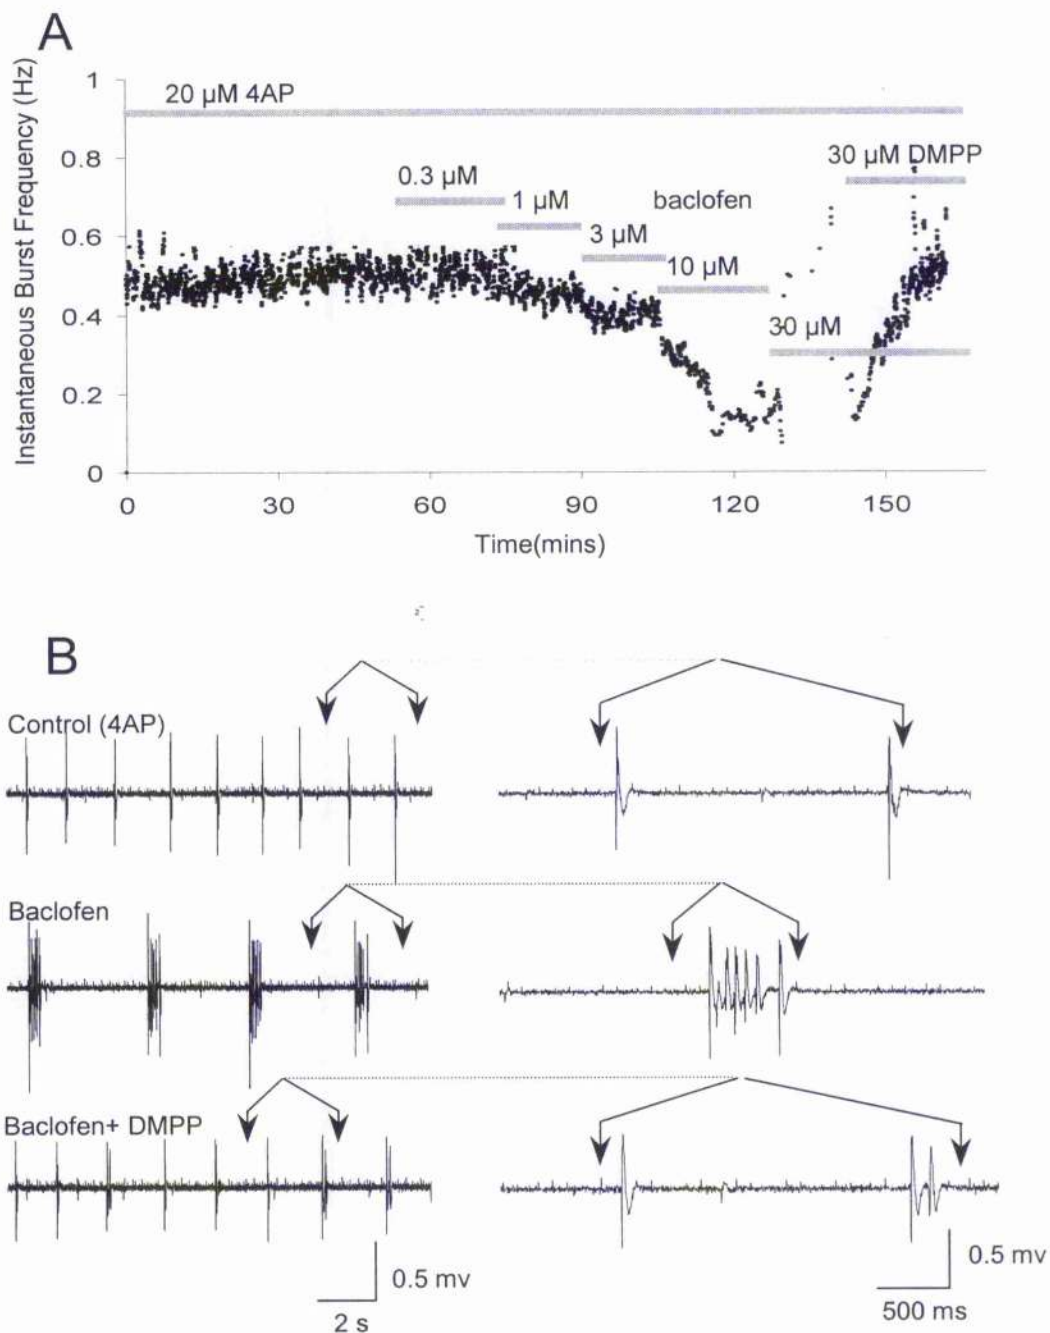 A
Instantaneous Burst Frequency (Hz)
1
0.8
0.6
0.4
0.2
0
20 µM 4AP
0.3 µM
1 µM
3 µM
baclofen
10 µM
30 µM DMPP
30 µM
0
30
60
90
120
150
Time(mins)
B
Control (4AP)
Baclofen
Baclofen+ DMPP
0.5 mv
2 s
0.5 mv
500 ms